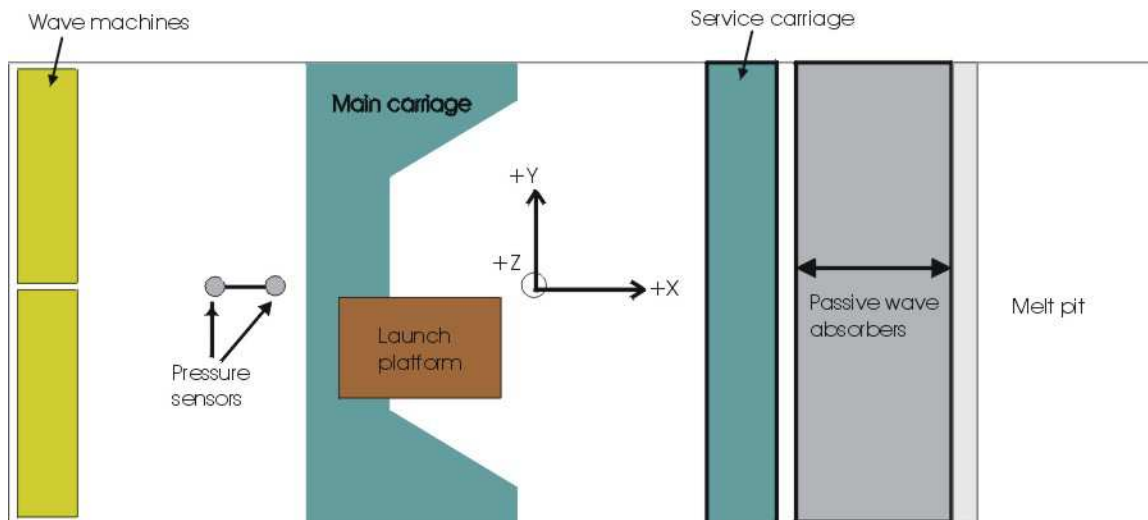 Wave machines
Service carriage
Main carriage
+Y
+Z
+X
Launch
platform
Pressure
sensors
Passive wave
absorbers
Melt pit